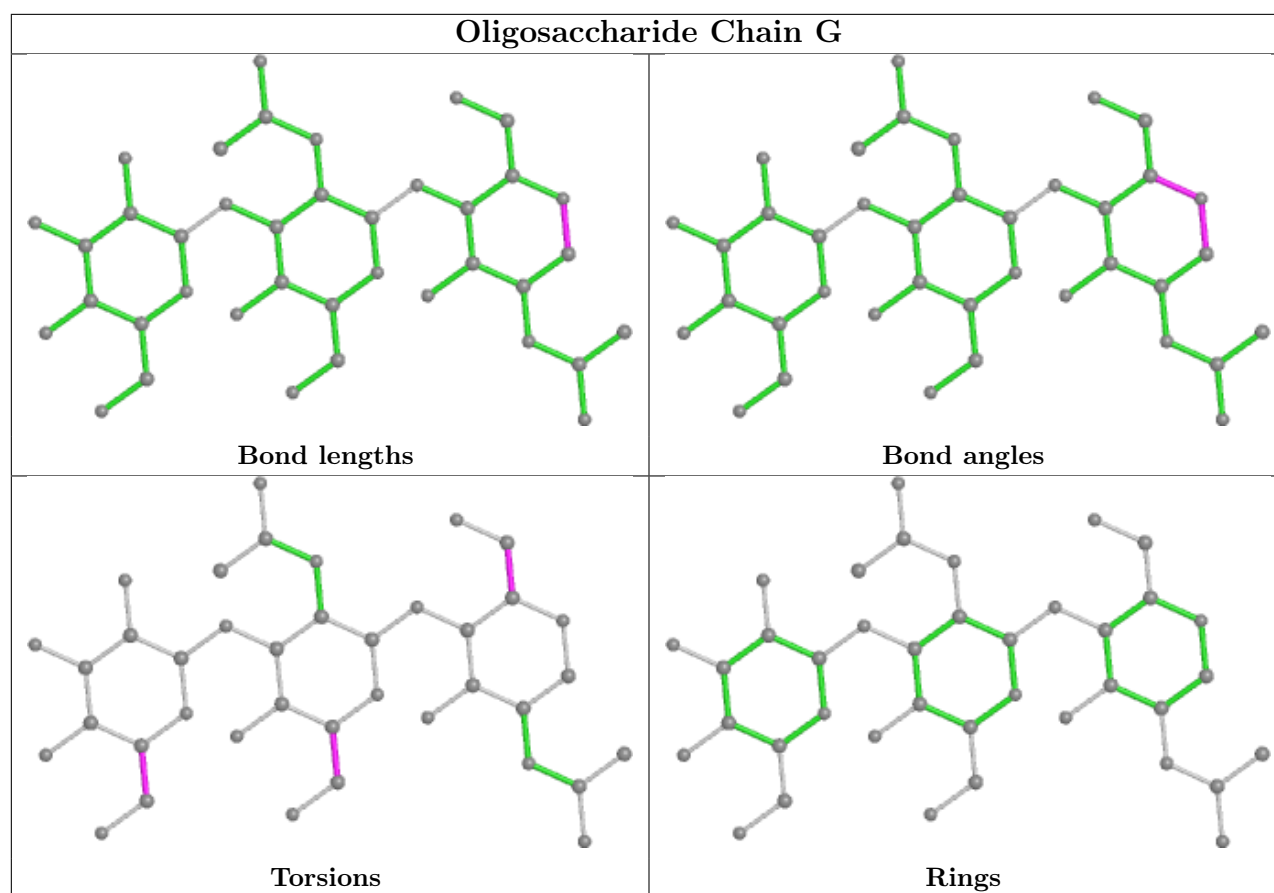 Oligosaccharide Chain G
Bond lengths
Bond angles
Torsions
Rings